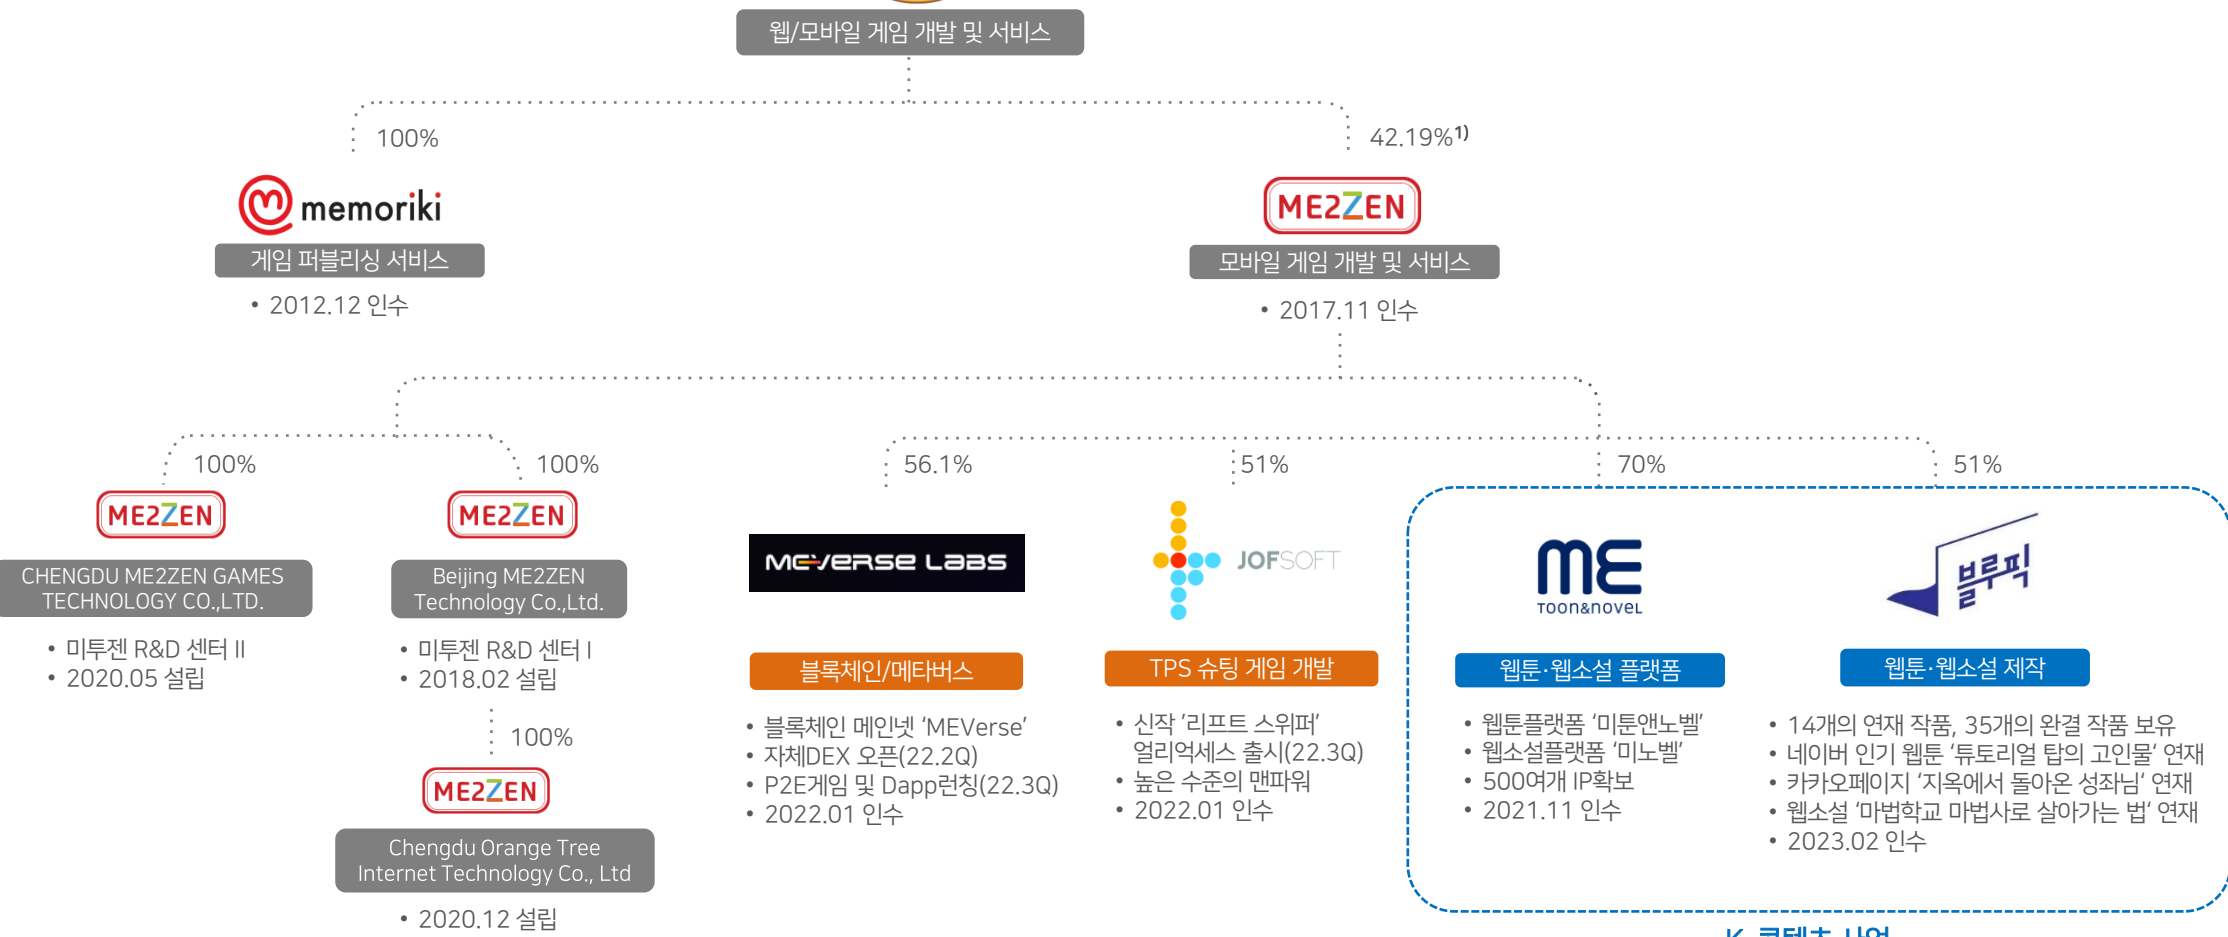 웹/모바일 게임 개발 및 서비스
100%
42.19%1)
memoriki
ME2ZEN
게임 퍼블리싱 서비스
모바일 게임 개발 및 서비스
• 2012.12 인수
• 2017.11 인수
100%
100%
56.1%
51%
70%
51%
ME2ZEN
CHENGDU ME2ZEN GAMES
TECHNOLOGY CO.,LTD.
• 미투젠 R&D 센터 II
• 2020.05 설립
ME2ZEN
Beijing ME2ZEN
Technology Co.,Ltd.
• 미투젠 R&D 센터 I
• 2018.02 설립
100%
ME2ZEN
Chengdu Orange Tree
Internet Technology Co., Ltd
• 2020.12 설립
MEVERSE LABS
블록체인/메타버스
• 블록체인 메인넷 ‘MEVerse’
• 자체DEX 오픈(22.2Q)
• P2E게임 및 Dapp런칭(22.3Q)
• 2022.01 인수
JOFSOFT
TPS 슈팅 게임 개발
• 신작 ‘리프트 스위퍼’
얼리억세스 출시(22.3Q)
• 높은 수준의 맨파워
• 2022.01 인수
ME
TOON&NOVEL
웹툰·웹소설 플랫폼
• 웹툰플랫폼 ‘미툰앤노벨’
• 웹소설플랫폼 ‘미노벨’
• 500여개 IP확보
• 2021.11 인수
블루픽
웹툰·웹소설 제작
• 14개의 연재 작품, 35개의 완결 작품 보유
• 네이버 인기 웹툰 ‘튜토리얼 탑의 고인물‘ 연재
• 카카오페이지 ‘지옥에서 돌아온 성좌님‘ 연재
• 웹소설 ‘마법학교 마법사로 살아가는 법‘ 연재
• 2023.02 인수
K-콘텐츠 사업